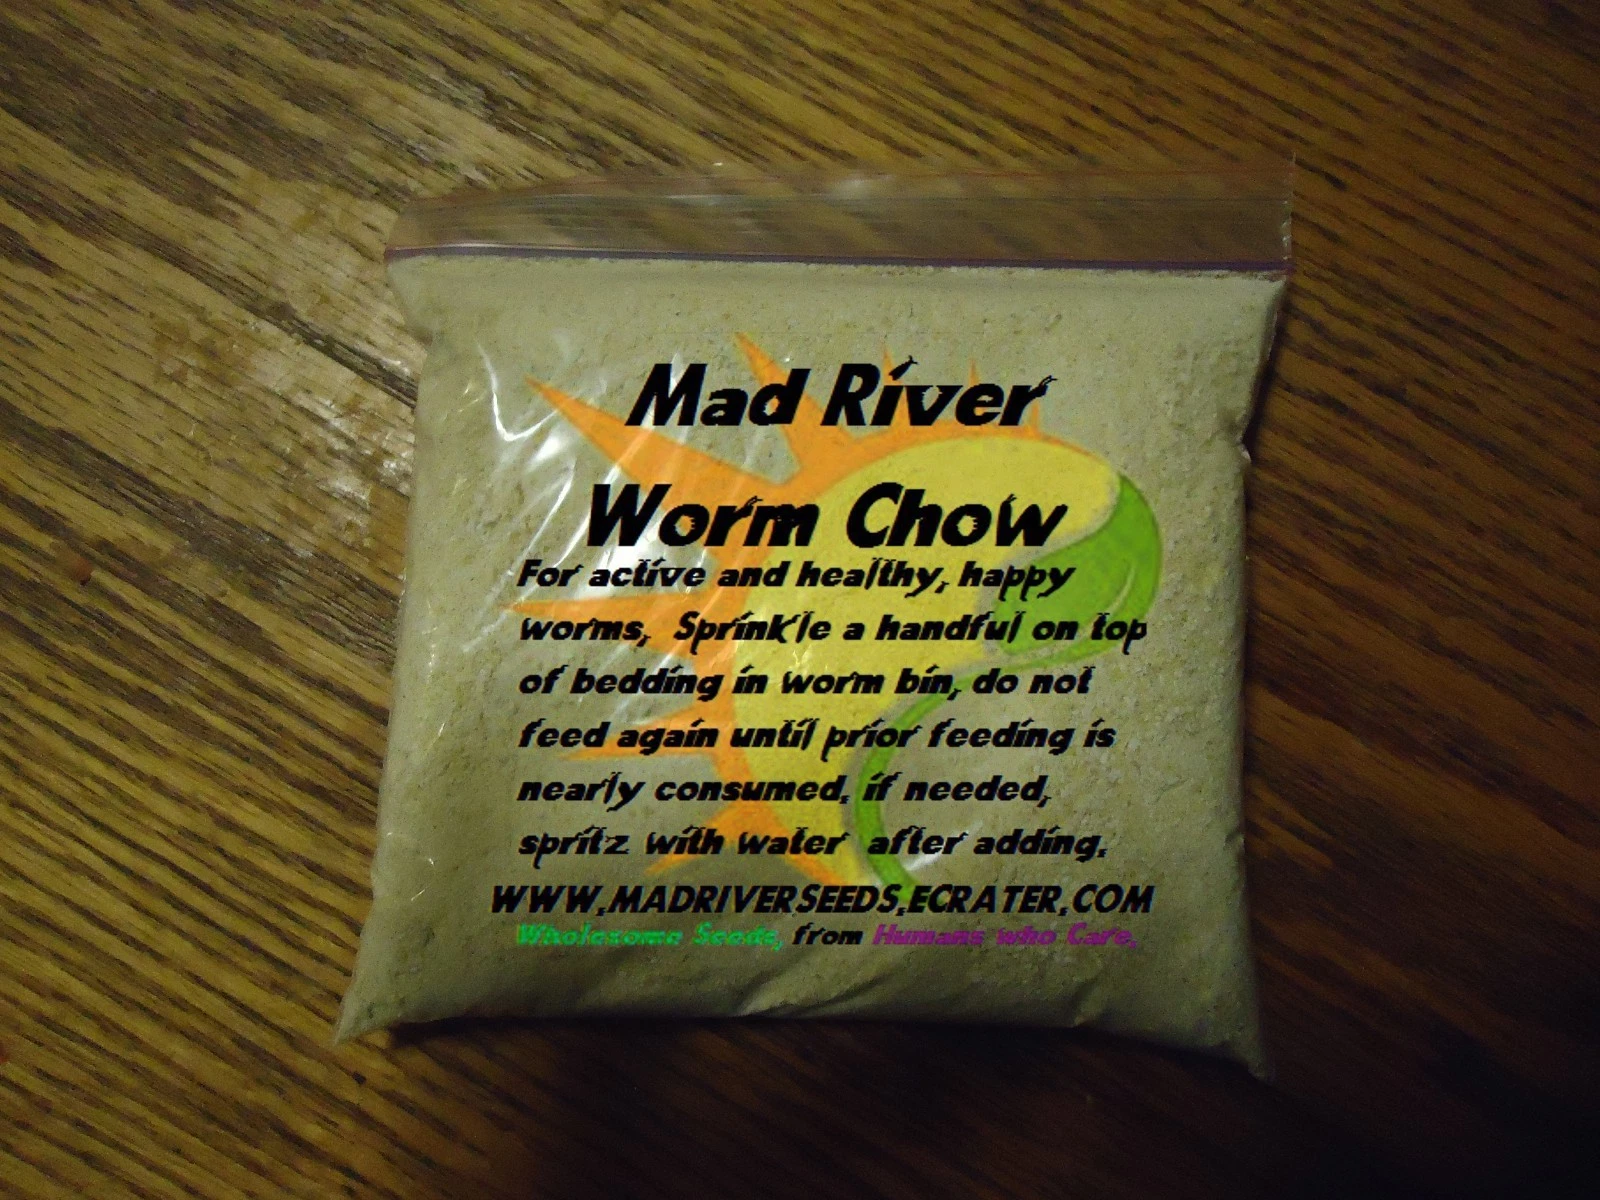 Mad River
Worm Chow
For active and healthy, happy
worms, Sprinkle a handful on top
of bedding in worm bin, do not
feed again until prior feeding is
nearly consumed, if needed,
spritz with water after adding.
WWW.MADRIVERSEEDS.ECRATER.COM
Wholesome Seeds, from Humans who Care.